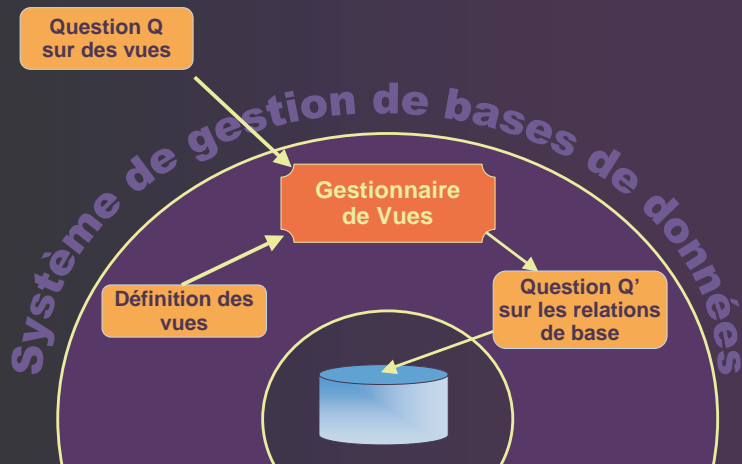 Question Q
sur des vues
Système de gestion de bases de données
Gestionnaire
de Vues
Définition des
vues
Question Q’
sur les relations
de base